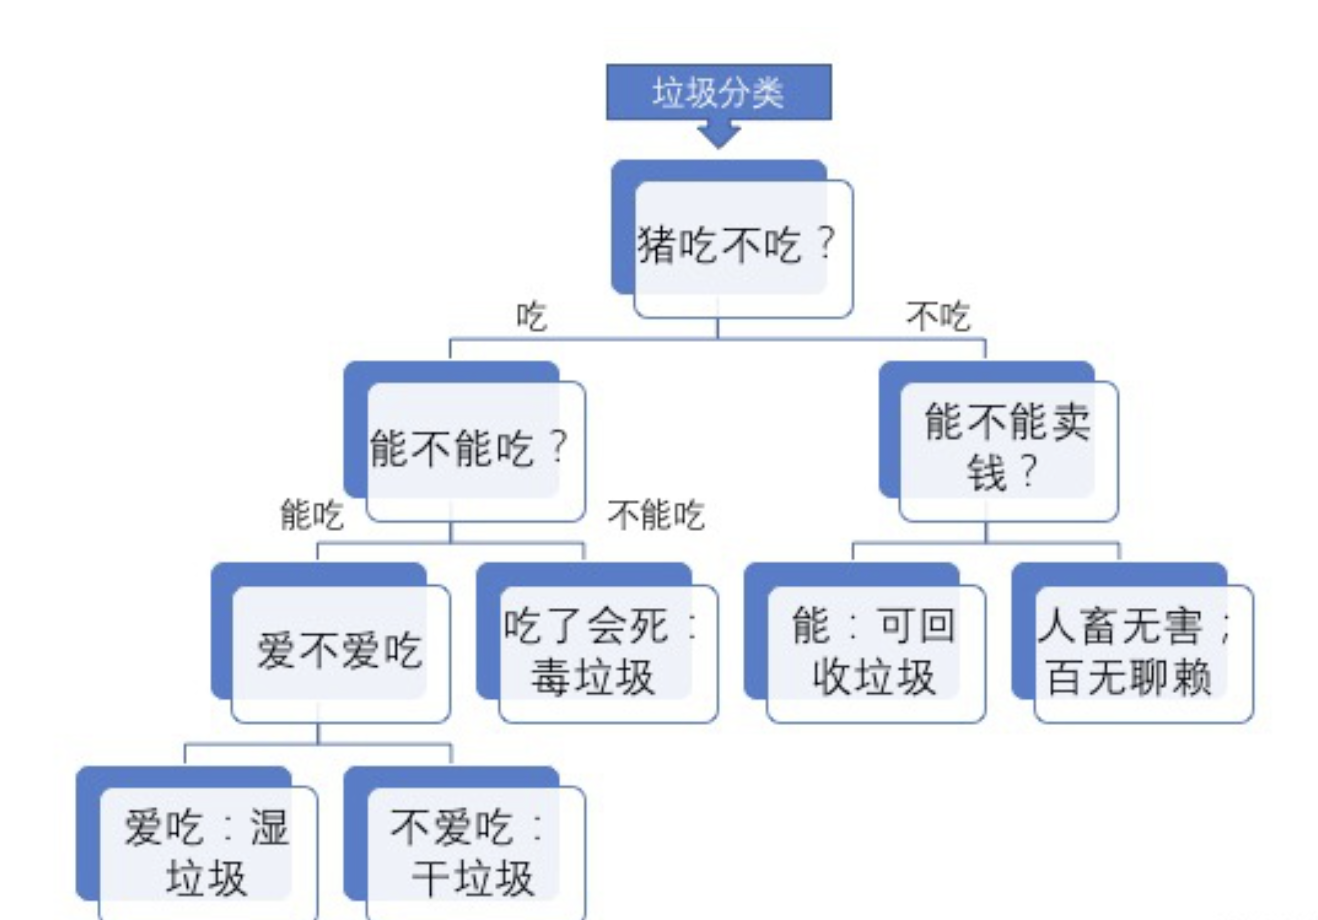 垃圾分类
猪吃不吃？
吃
不吃
能不能吃？
能不能卖
钱？
能吃
不能吃
爱不爱吃
吃了会死：
毒垃圾
能：可回
收垃圾
人畜无害；
百无聊赖
爱吃：湿
垃圾
不爱吃：
干垃圾